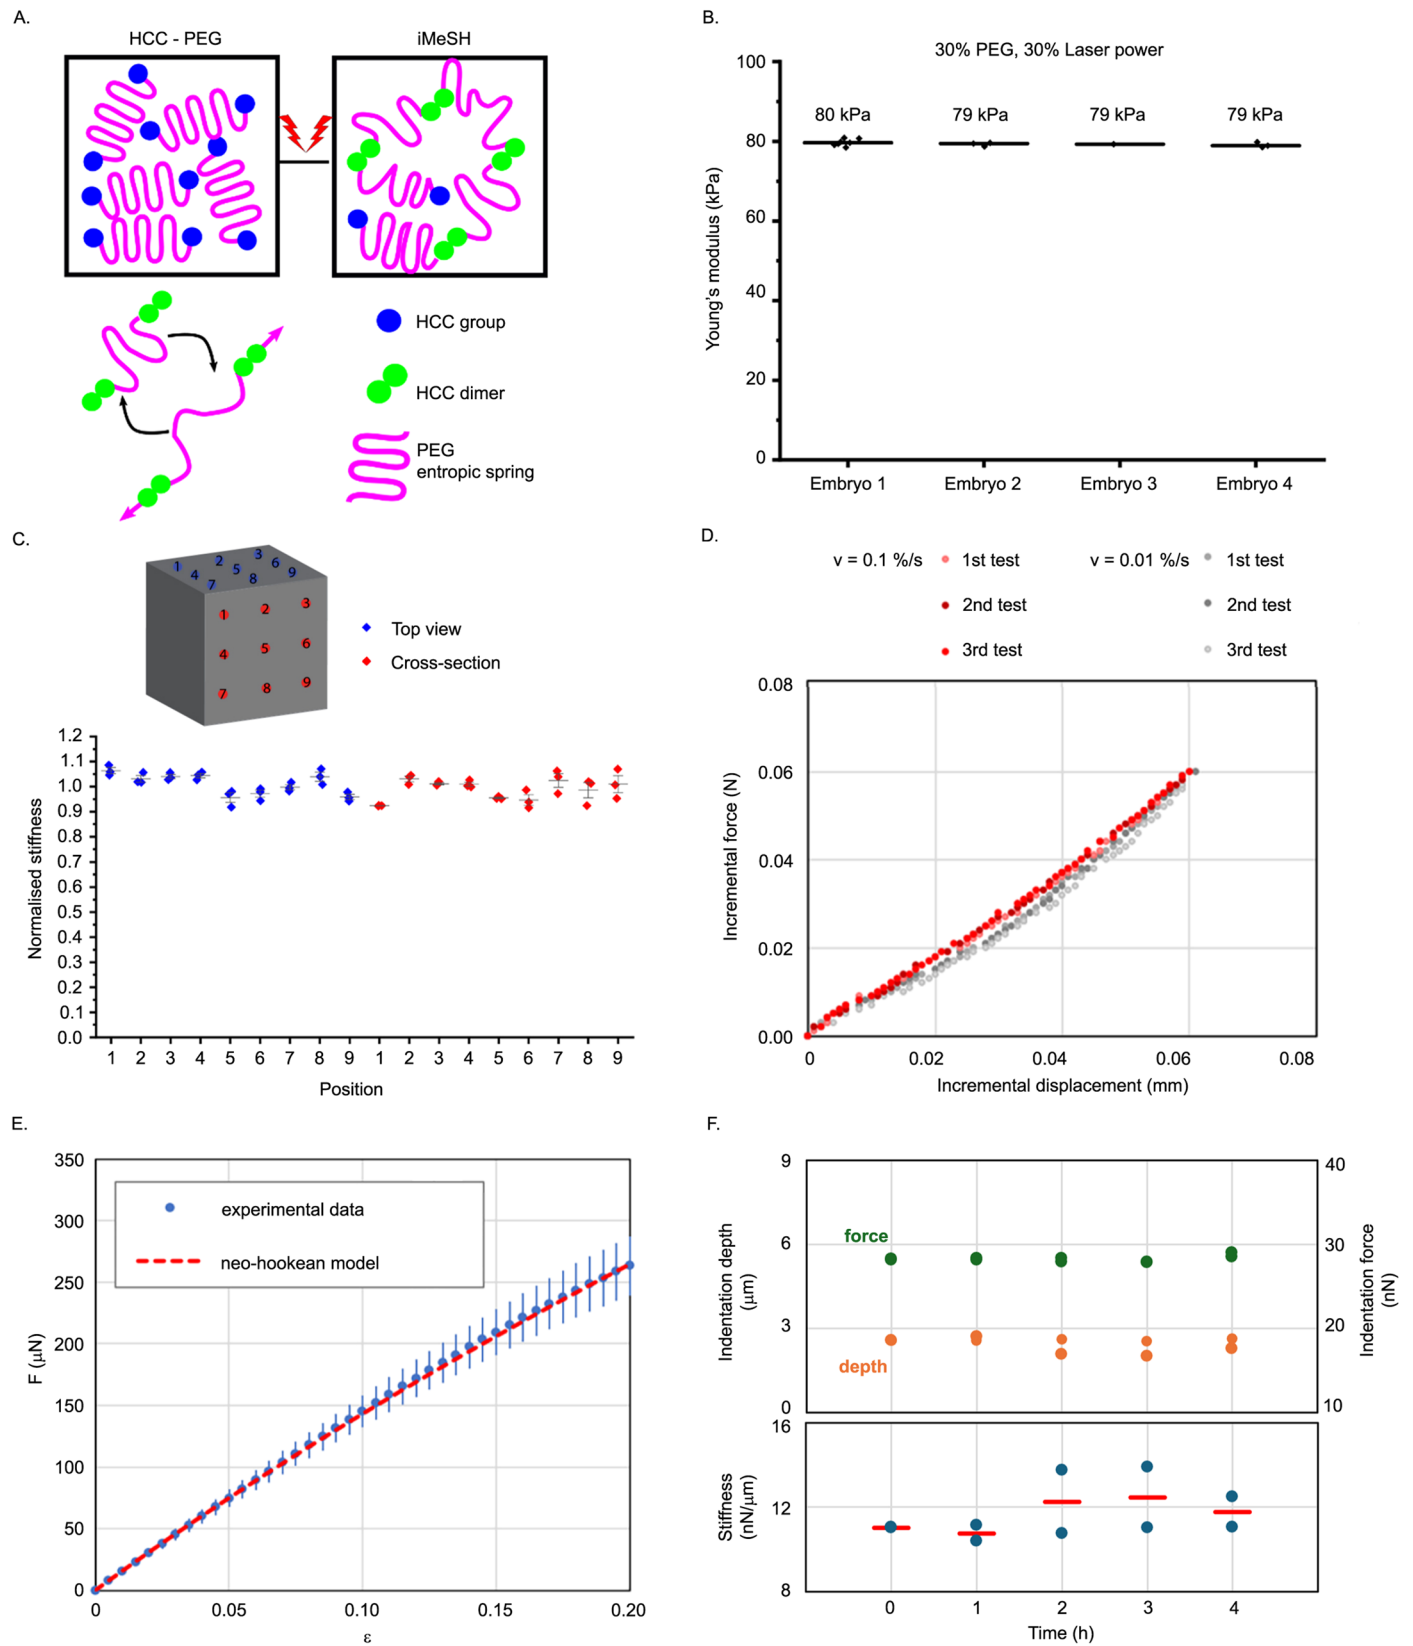 A.
HCC - PEG
iMeSH
HCC group
HCC dimer
PEG
entropic spring
B.
30% PEG, 30% Laser power
100
80
60
40
20
0
Young's modulus (kPa)
80 kPa
79 kPa
79 kPa
79 kPa
Embryo 1
Embryo 2
Embryo 3
Embryo 4
C.
1
2
3
4
5
6
7
8
9
1
2
3
4
5
6
7
8
9
Top view
Cross-section
1.2
1.1
1.0
0.9
0.8
0.7
0.6
0.5
0.4
0.3
0.2
0.1
0.0
Normalised stiffness
1 2 3 4 5 6 7 8 9 1 2 3 4 5 6 7 8 9
Position
D.
v = 0.1 %/s
1st test
2nd test
3rd test
v = 0.01 %/s
1st test
2nd test
3rd test
0.08
0.06
0.04
0.02
0.00
Incremental force (N)
0 0.02 0.04 0.06 0.08
Incremental displacement (mm)
E.
350
300
250
200
150
100
50
0
F (μN)
experimental data
neo-hookean model
0 0.05 0.10 0.15 0.20
ε
F.
9
6
3
0
Indentation depth
(μm)
force
depth
40
30
20
10
Indentation force
(nN)
16
12
8
Stiffness
(nN/μm)
0 1 2 3 4
Time (h)